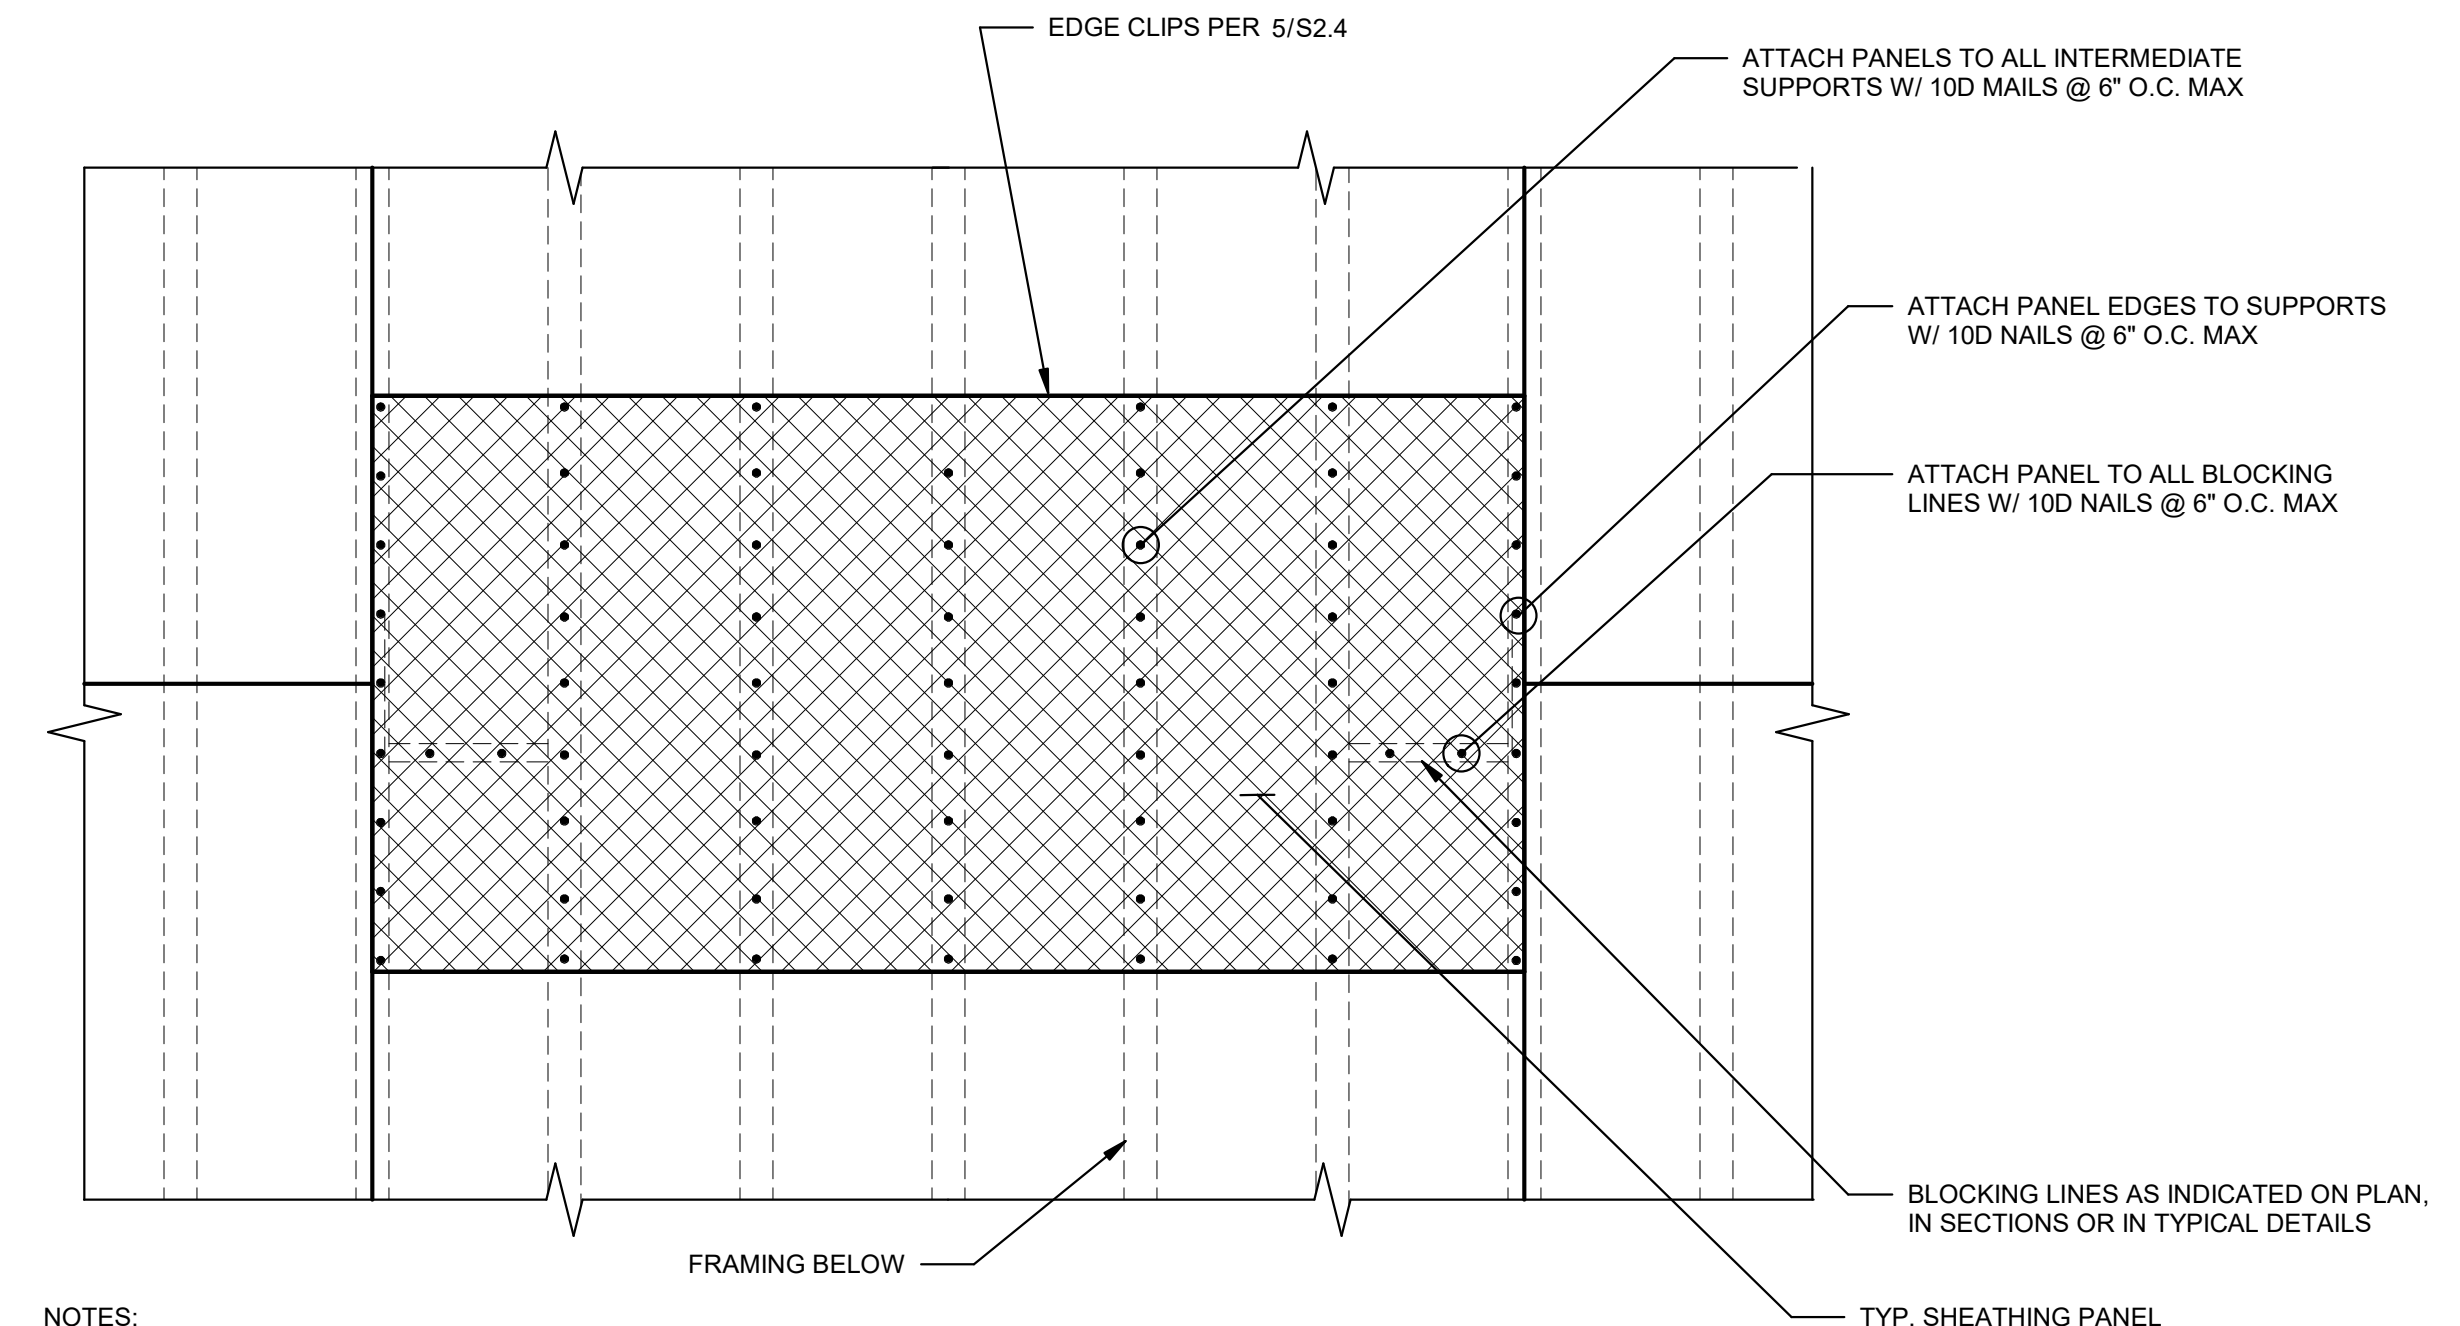 EDGE CLIPS PER 5/S2.4
ATTACH PANELS TO ALL INTERMEDIATE
SUPPORTS W/ 10D MAILS @ 6" O.C. MAX
ATTACH PANEL EDGES TO SUPPORTS
W/ 10D NAILS @ 6" O.C. MAX
ATTACH PANEL TO ALL BLOCKING
LINES W/ 10D NAILS @ 6" O.C. MAX
BLOCKING LINES AS INDICATED ON PLAN,
IN SECTIONS OR IN TYPICAL DETAILS
FRAMING BELOW
TYP. SHEATHING PANEL
NOTES: